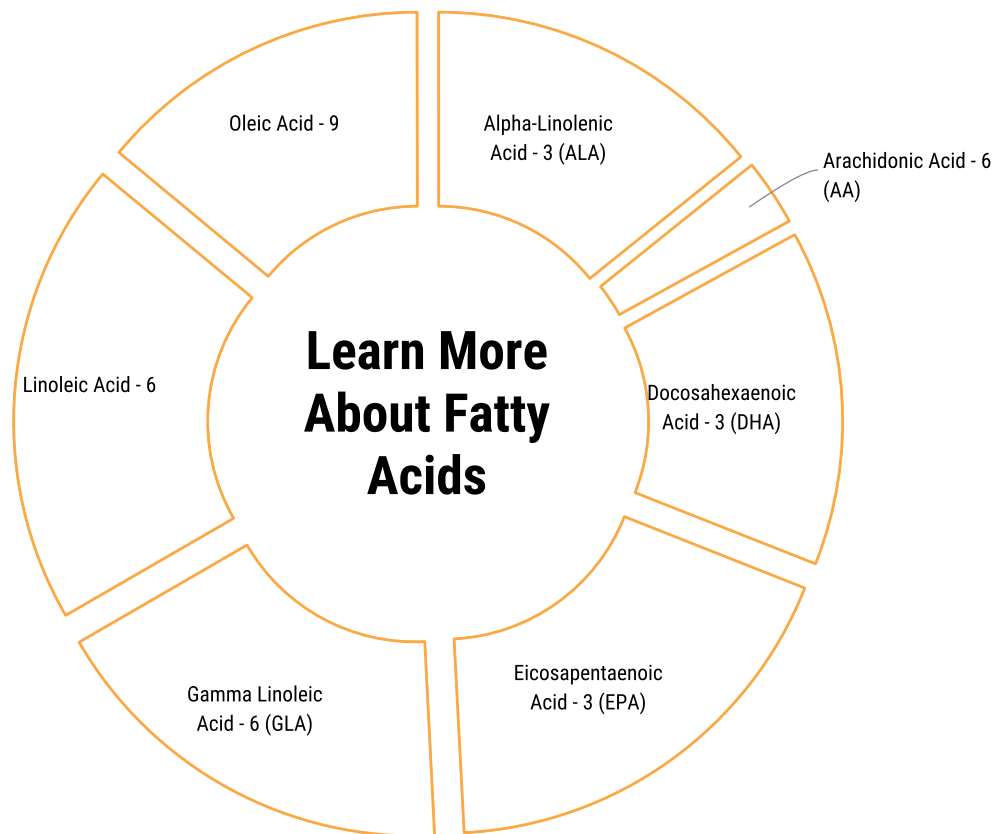 Oleic Acid - 9
Alpha-Linolenic
Acid - 3 (ALA)
Arachidonic Acid - 6
(AA)
Linoleic Acid - 6
Learn More
About Fatty
Acids
Docosahexaenoic
Acid - 3 (DHA)
Gamma Linoleic
Acid - 6 (GLA)
Eicosapentaenoic
Acid - 3 (EPA)